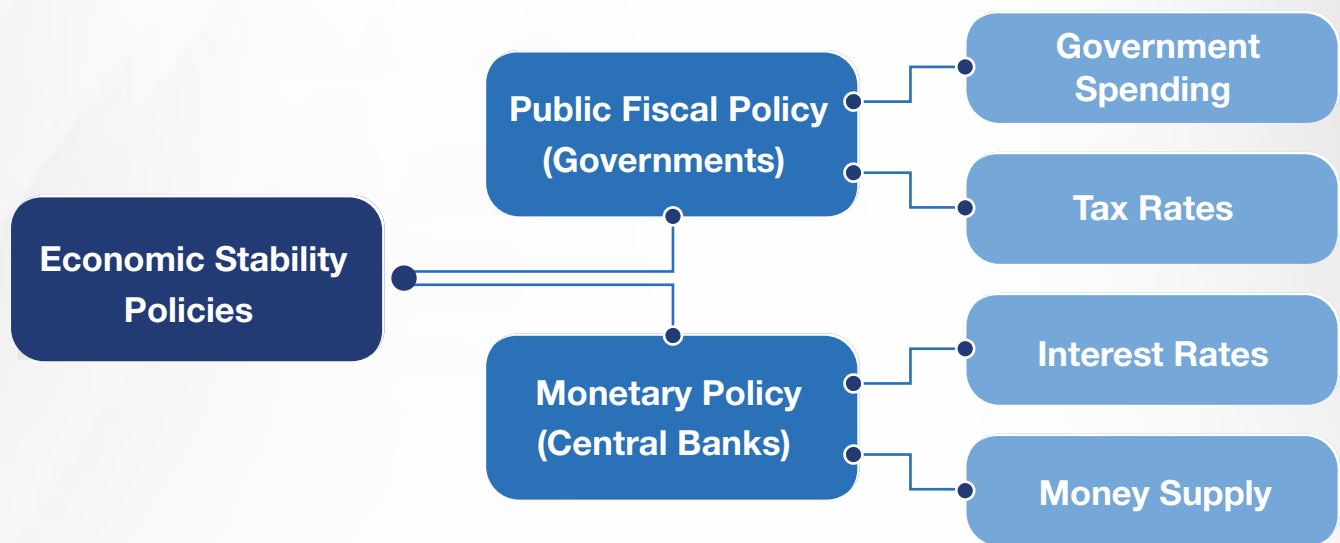 Economic Stability
Policies
Public Fiscal Policy
(Governments)
Government
Spending
Tax Rates
Monetary Policy
(Central Banks)
Interest Rates
Money Supply